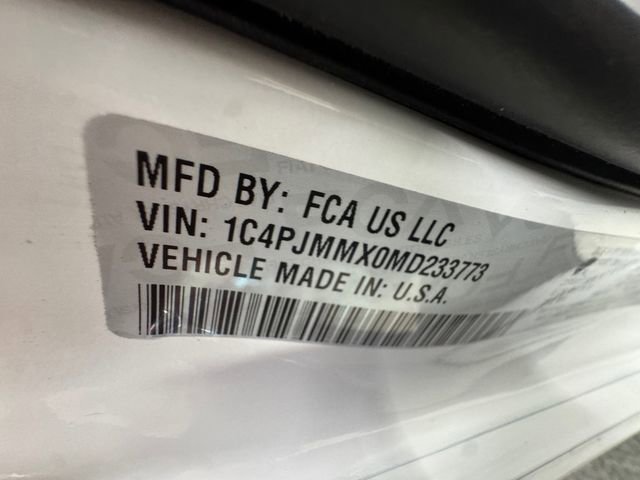 MFD BY: FCA US LLC
VIN: 1C4PJMMX0MD233773
VEHICLE MADE IN: U.S.A.